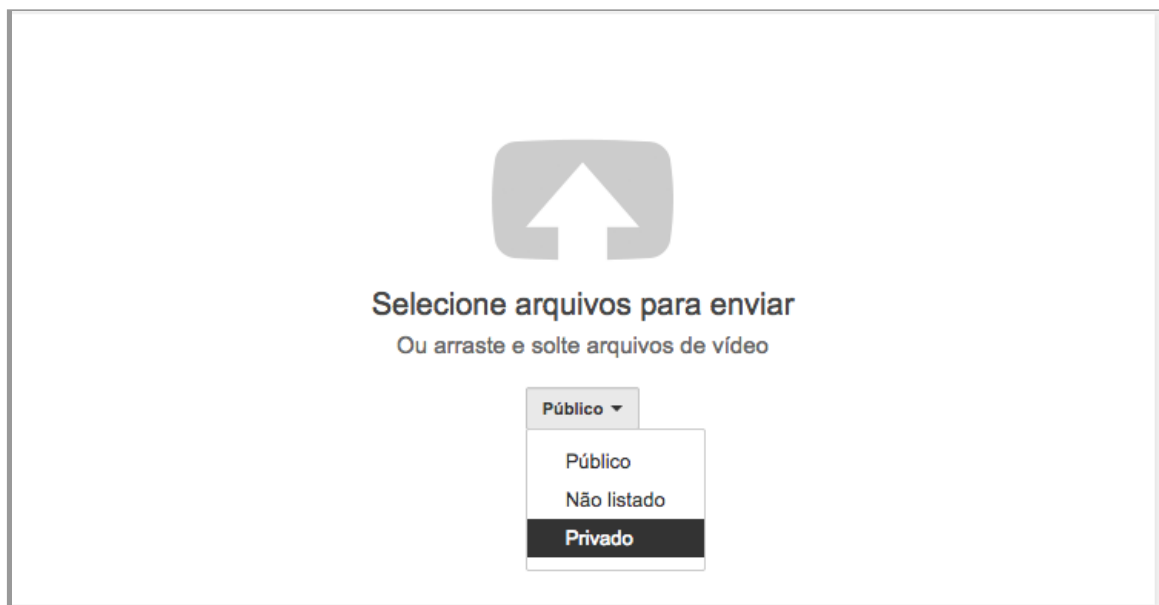 Selecione arquivos para enviar
Ou arraste e solte arquivos de vídeo
Público
Público
Não listado
Privado